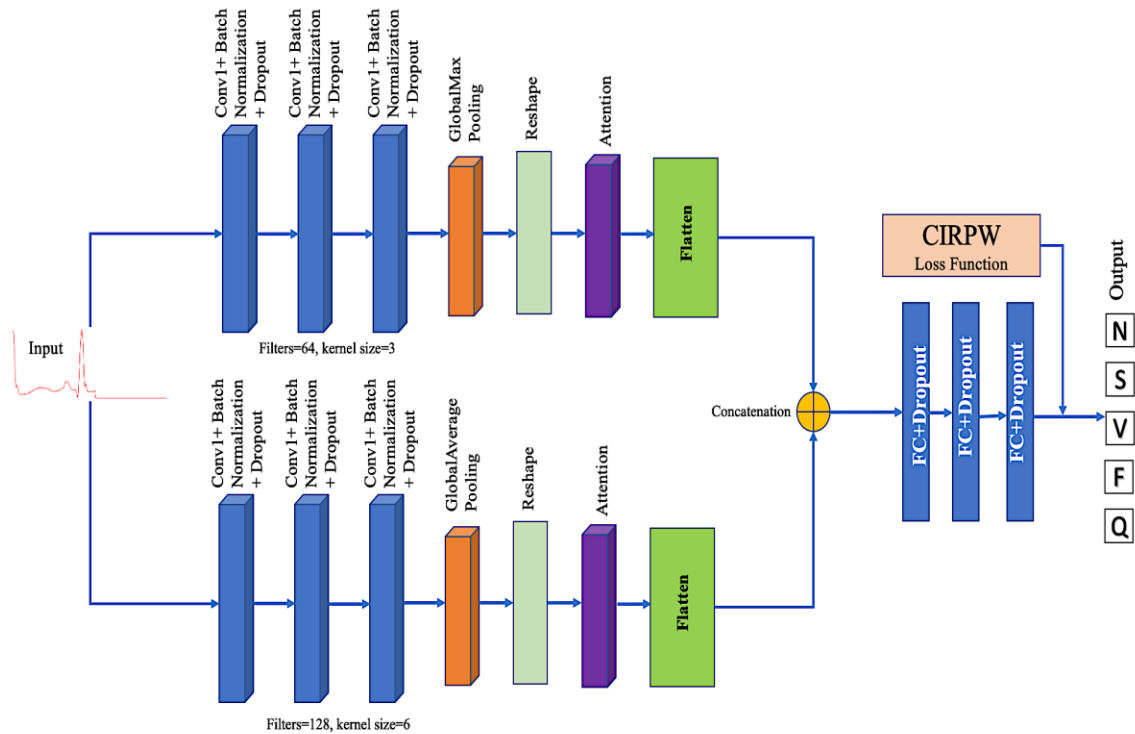 Conv1+ Batch
Normalization
+ Dropout
Conv1+ Batch
Normalization
+ Dropout
Conv1+ Batch
Normalization
+ Dropout
GlobalMax
Pooling
Reshape
Attention
Flatten
Filters=64, kernel size=3
Input
Conv1+ Batch
Normalization
+ Dropout
Conv1+ Batch
Normalization
+ Dropout
Conv1+ Batch
Normalization
+ Dropout
GlobalAverage
Pooling
Reshape
Attention
Flatten
Filters=128, kernel size=6
Concatenation
CIRPW
Loss Function
FC+Dropout
FC+Dropout
FC+Dropout
Output
N
S
V
F
Q